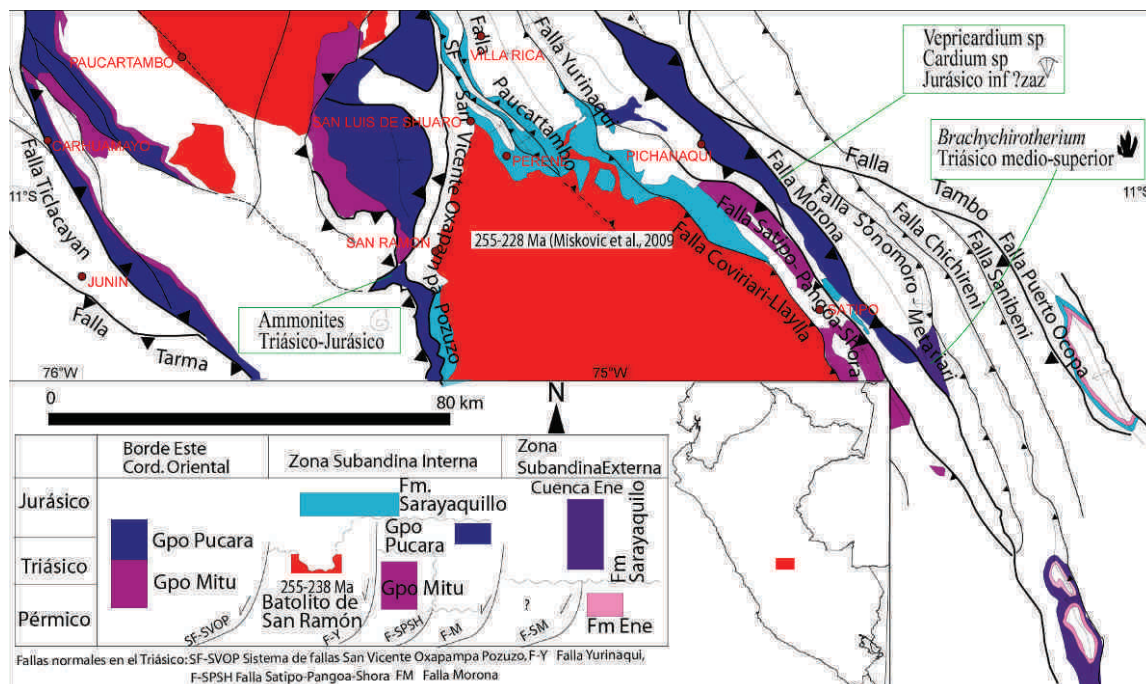 Vepricardium sp
Cardium sp
Jurásico inf ?zaz
Brachychirotherium
Triásico medio-superior
PAUCARTAMBO
VILLA RICA
Falla
Falla Yurinaqui
SF
San Vicente Oxapampa Pozuzo
Paucartambo
SAN LUIS DE SHUARO
PERENE
PICHANAQUI
Falla Ticlacayan
11°S
11°S
Falla
Tambo
Falla Morona
Falla Sonomoro - Metariari
Falla Chichireni
Falla Sanibeni
Falla Puerto Ocopa
Falla Satipo- Pangoa-Shora
Falla Coviriari-Llaylla
SAN RAMON
255-228 Ma (Miskovic et al., 2009
JUNIN
SATIPO
Falla
Tarma
Ammonites
Triásico-Jurásico
76°W
75°W
0
80 km
N
Borde Este
Cord. Oriental
Zona Subandina Interna
Zona
SubandinaExterna
Jurásico
Triásico
Pérmico
Gpo Pucara
Gpo Mitu
Fm.
Sarayaquillo
255-238 Ma
Batolito de
San Ramón
Gpo Mitu
Gpo
Pucara
Cuenca Ene
Fm
Sarayaquilo
?
Fm Ene
SF-SVOP
F-Y
F-SPSH
F-M
F-SM
Fallas normales en el Triásico: SF-SVOP Sistema de fallas San Vicente Oxapampa Pozuzo, F-Y Falla Yurinaqui,
F-SPSH Falla Satipo-Pangoa-Shora FM Falla Morona